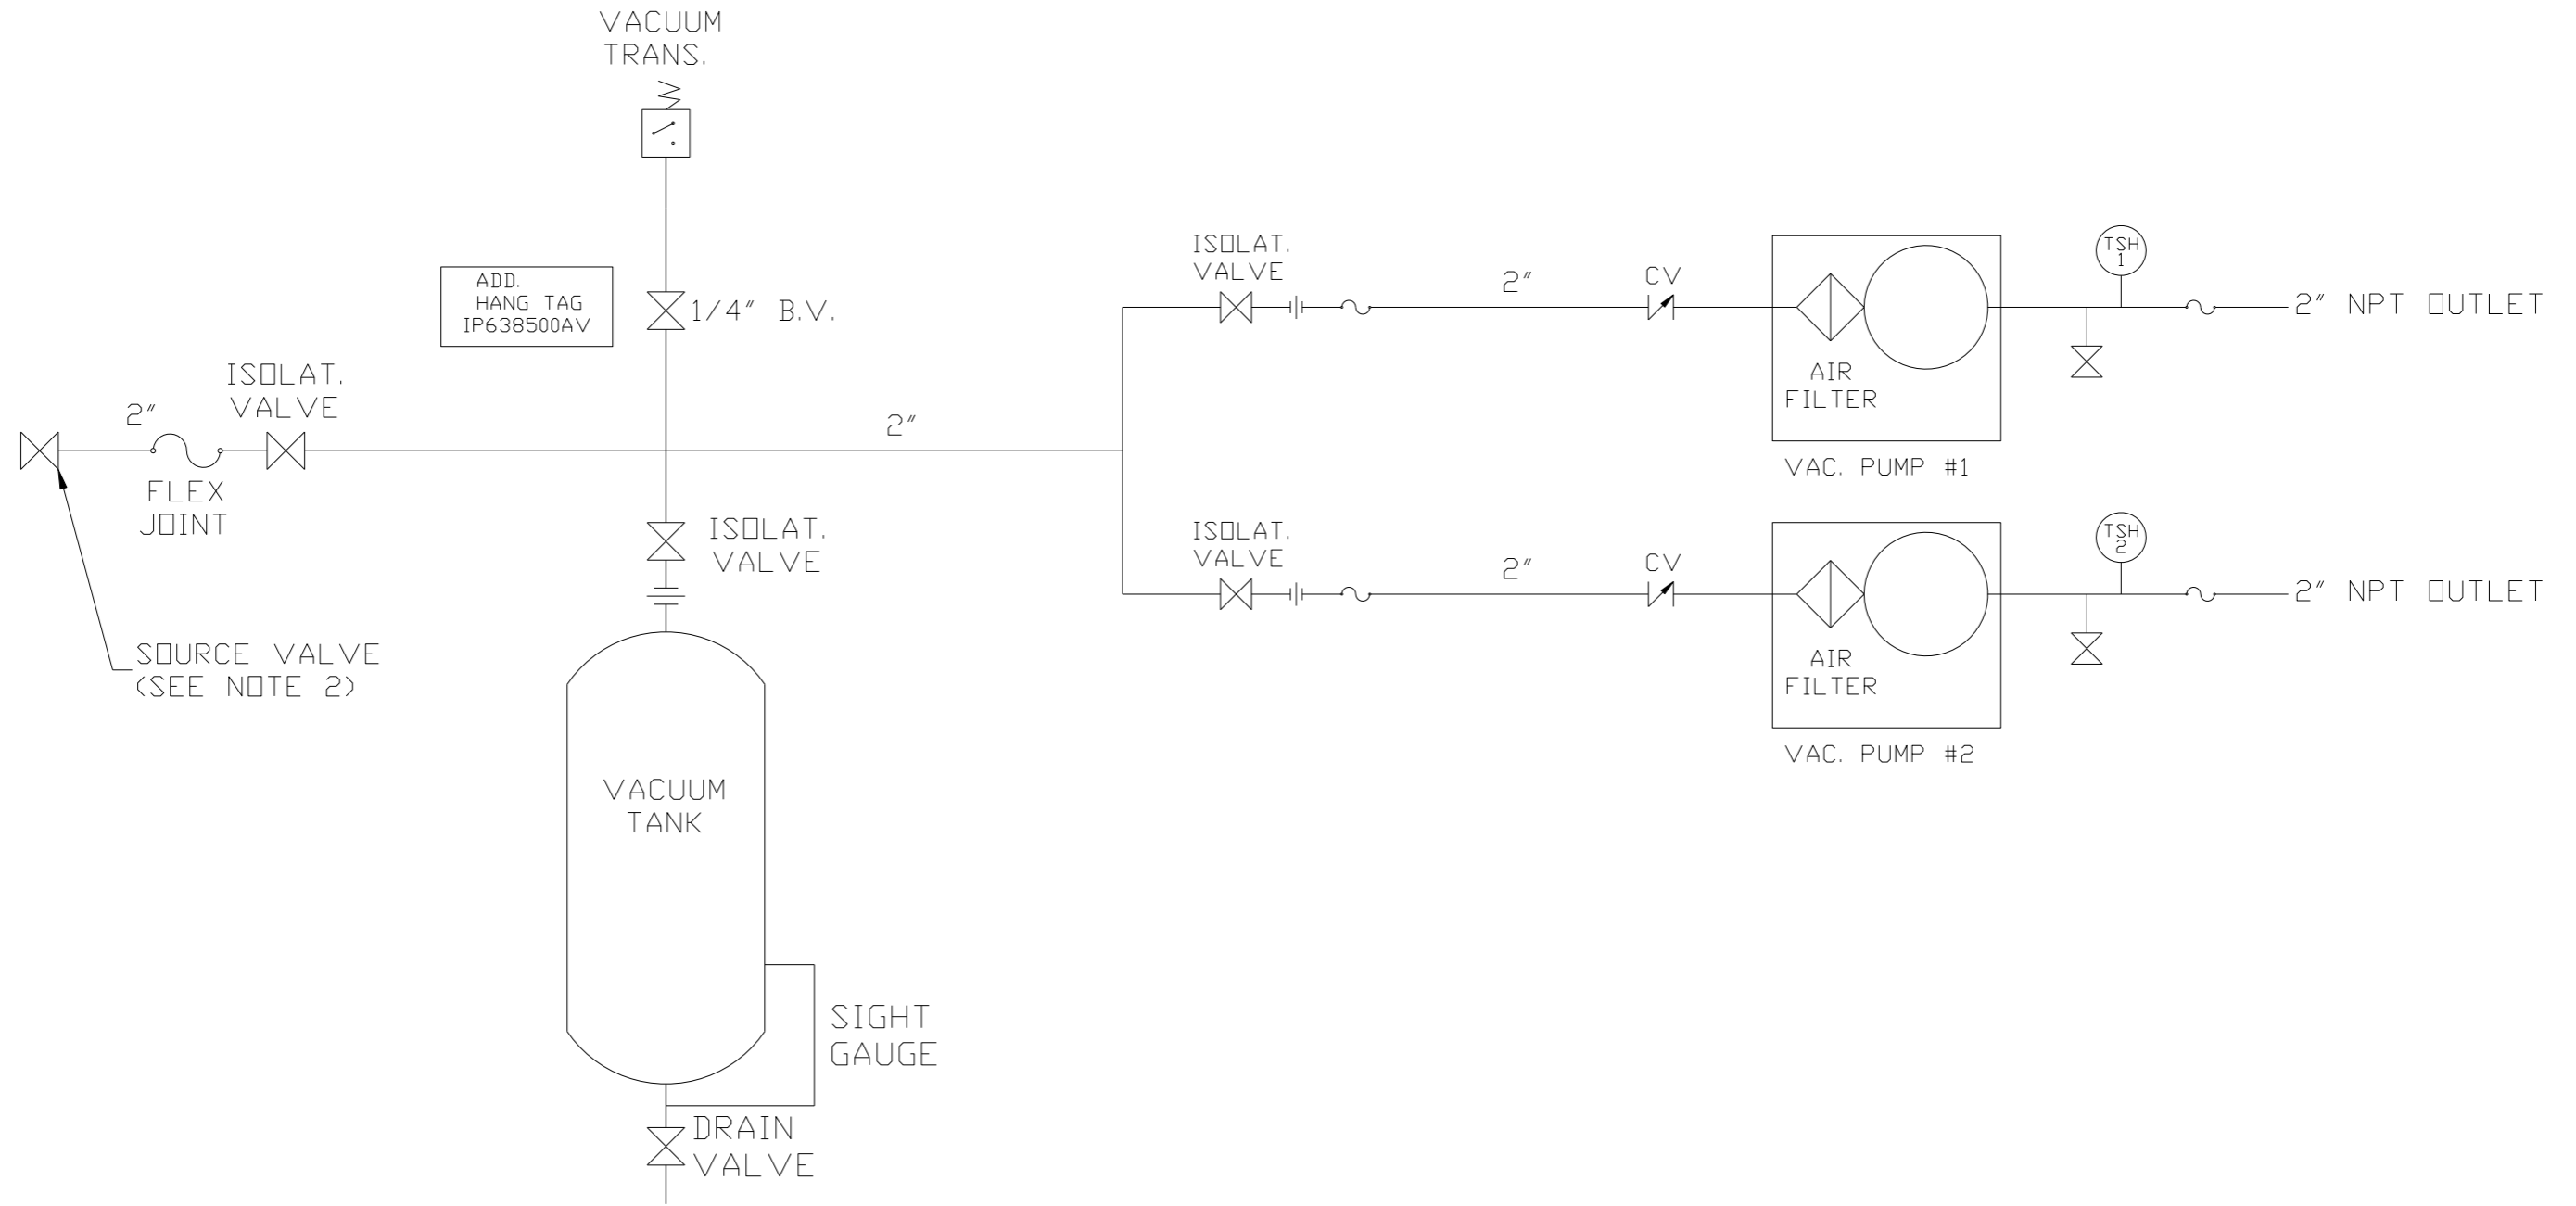 VACUUM
TRANS.
ADD.
HANG TAG
IP638500AV
1/4" B.V.
ISOLAT.
VALVE
2"
FLEX
JOINT
SOURCE VALVE
(SEE NOTE 2)
2"
ISOLAT.
VALVE
VACUUM
TANK
SIGHT
GAUGE
DRAIN
VALVE
ISOLAT.
VALVE
2"
CV
AIR
FILTER
VAC. PUMP #1
TSH
1
2" NPT OUTLET
ISOLAT.
VALVE
2"
CV
AIR
FILTER
VAC. PUMP #2
TSH
2
2" NPT OUTLET